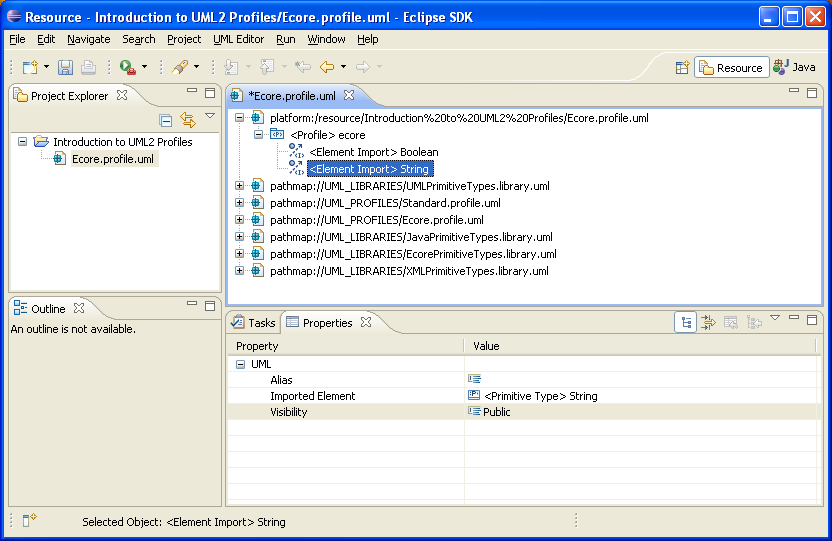 Resource - Introduction to UML2 Profiles/Ecore.profile.uml - Eclipse SDK
File Edit Navigate Search Project UML Editor Run Window Help
Resource Java
Project Explorer
Introduction to UML2 Profiles
Ecore.profile.uml
*Ecore.profile.uml
platform:/resource/Introduction%20to%20UML2%20Profiles/Ecore.profile.uml
<Profile> ecore
<Element Import> Boolean
<Element Import> String
pathmap://UML_LIBRARIES/UMLPrimitiveTypes.library.uml
pathmap://UML_PROFILES/Standard.profile.uml
pathmap://UML_PROFILES/Ecore.profile.uml
pathmap://UML_LIBRARIES/JavaPrimitiveTypes.library.uml
pathmap://UML_LIBRARIES/EcorePrimitiveTypes.library.uml
pathmap://UML_LIBRARIES/XMLPrimitiveTypes.library.uml
Outline
An outline is not available.
Tasks Properties
Property Value
UML
Alias
Imported Element <Primitive Type> String
Visibility Public
Selected Object: <Element Import> String